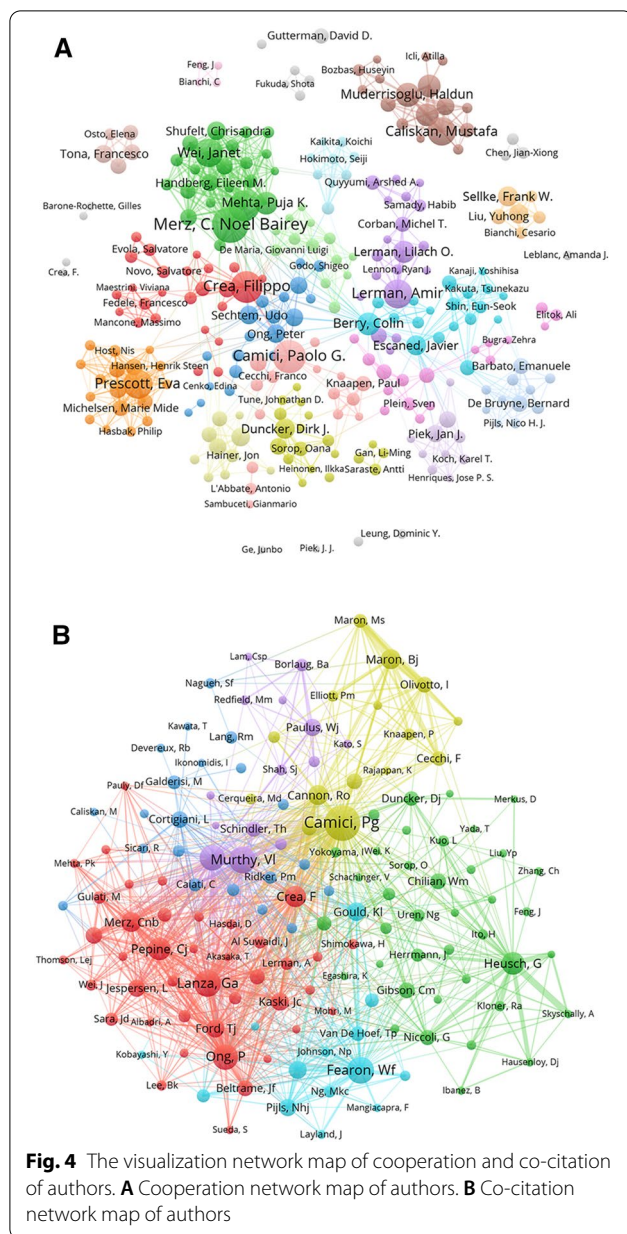 A
Gutterman, David D.
Feng, J
Bianchi, C
Fukuda, Shota
Bozbas, Huseyin
Icli, Atilla
Muderrisoglu, Haldun
Caliskan, Mustafa
Osto, Elena
Tona, Francesco
Shufelt, Chrisandra
Wei, Janet
Handberg, Eileen M.
Mehta, Puja K.
Merz, C. Noel Bairey
Kaikita, Koichi
Hokimoto, Seiji
Chen, Jian-Xiong
Quyyumi, Arshed A.
Samady, Habib
Corban, Michel T.
Sellke, Frank W.
Liu, Yuhong
Bianchi, Cesario
Barone-Rochette, Gilles
Evola, Salvatore
De Maria, Giovanni Luigi
Lerman, Lilach O.
Lennon, Ryan J.
Leblanc, Amanda J.
Crea, F.
Novo, Salvatore
Crea, Filippo
Godo, Shigeo
Lerman, Amir
Kanaji, Yoshihisa
Kakuta, Tsunekazu
Shin, Eun-Seok
Maestrini, Viviana
Fedele, Francesco
Mancone, Massimo
Sechtem, Udo
Ong, Peter
Berry, Colin
Elitok, Ali
Bugra, Zehra
Host, Nis
Hansen, Henrik Steen
Camici, Paolo G.
Escaned, Javier
Barbato, Emanuele
Prescott, Eva
Cenko, Edina
Cecchi, Franco
Knaapen, Paul
De Bruyne, Bernard
Michelsen, Marie Mide
Tune, Johnathan D.
Plein, Sven
Pijls, Nico H. J.
Hasbak, Philip
Duncker, Dirk J.
Piek, Jan J.
Hainer, Jon
Sorop, Oana
Gan, Li-Ming
Koch, Karel T.
Heinonen, Ilkka
Saraste, Antti
Henriques, Jose P. S.
L'Abbate, Antonio
Sambuceti, Gianmario
Leung, Dominic Y.
Ge, Junbo
Piek, J. J.
B
Maron, Ms
Lam, Csp
Borlaug, Ba
Maron, Bj
Nagueh, Sf
Redfield, Mm
Elliott, Pm
Olivotto, I
Kawata, T
Lang, Rm
Paulus, Wj
Kato, S
Knaapen, P
Devereux, Rb
Ikonomidis, I
Shah, Sj
Rajappan, K
Cecchi, F
Pauly, Df
Galderisi, M
Cerqueira, Md
Cannon, Ro
Duncker, Dj
Merkus, D
Caliskan, M
Cortigiani, L
Schindler, Th
Camici, Pg
Yada, T
Kuo, L
Liu, Yp
Sicari, R
Murthy, Vl
Yokoyama, I
Wei, K
Sorop, O
Zhang, Ch
Mehta, Pk
Calati, C
Ridker, Pm
Schachinger, V
Chilian, Wm
Gulati, M
Crea, F
Feng, J
Merz, Cnb
Hasdai, D
Gould, Kl
Uren, Ng
Al Suwaidi, J
Ito, H
Thomson, Lej
Pepine, Cj
Akasaka, T
Shimokawa, H
Herrmann, J
Heusch, G
Wei, J
Jespersen, L
Lanza, Ga
Lerman, A
Egashira, K
Gibson, Cm
Kloner, Ra
Sara, Jd
Albadri, A
Kaski, Jc
Mohri, M
Skyschally, A
Ford, Tj
Van De Hoef, Tp
Niccoli, G
Kobayashi, Y
Ong, P
Johnson, Np
Fearon, Wf
Hausenloy, Dj
Lee, Bk
Beltrame, Jf
Ng, Mkc
Ibanez, B
Pijls, Nhj
Mangiacapra, F
Sueda, S
Layland, J
Fig. 4 The visualization network map of cooperation and co-citation
of authors. A Cooperation network map of authors. B Co-citation
network map of authors